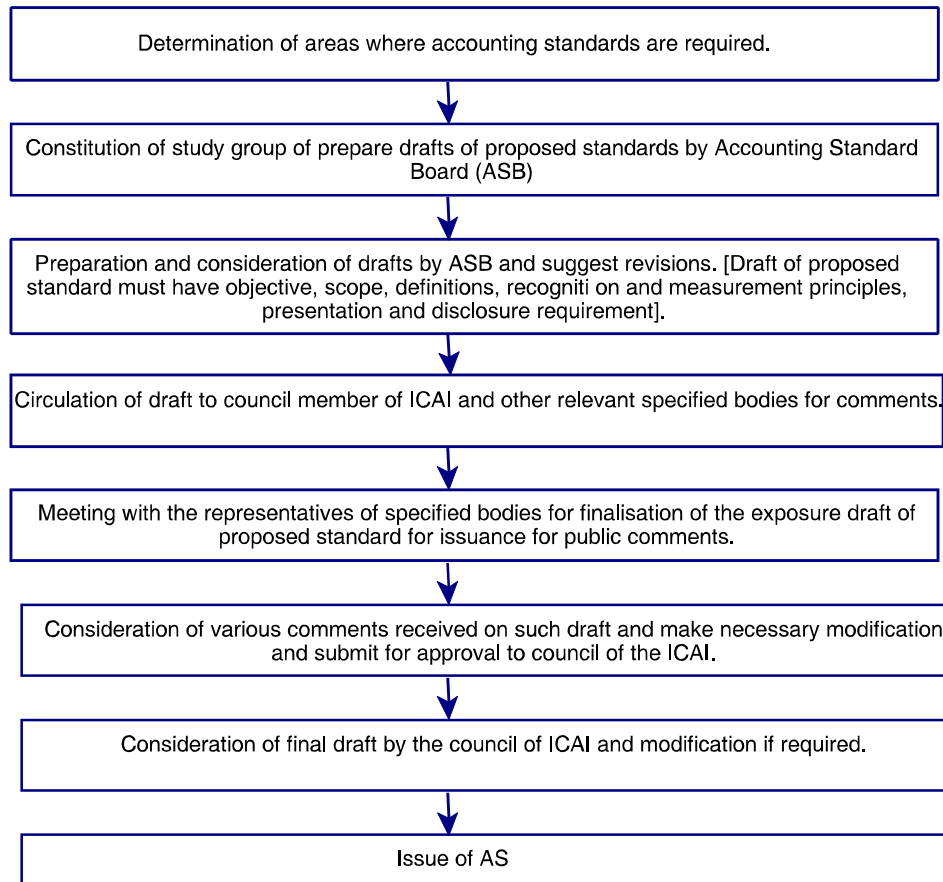 Determination of areas where accounting standards are required.
Constitution of study group of prepare drafts of proposed standards by Accounting Standard
Board (ASB)
Preparation and consideration of drafts by ASB and suggest revisions. [Draft of proposed
standard must have objective, scope, definitions, recogniti on and measurement principles,
presentation and disclosure requirement].
Circulation of draft to council member of ICAI and other relevant specified bodies for comments.
Meeting with the representatives of specified bodies for finalisation of the exposure draft of
proposed standard for issuance for public comments.
Consideration of various comments received on such draft and make necessary modification
and submit for approval to council of the ICAI.
Consideration of final draft by the council of ICAI and modification if required.
Issue of AS